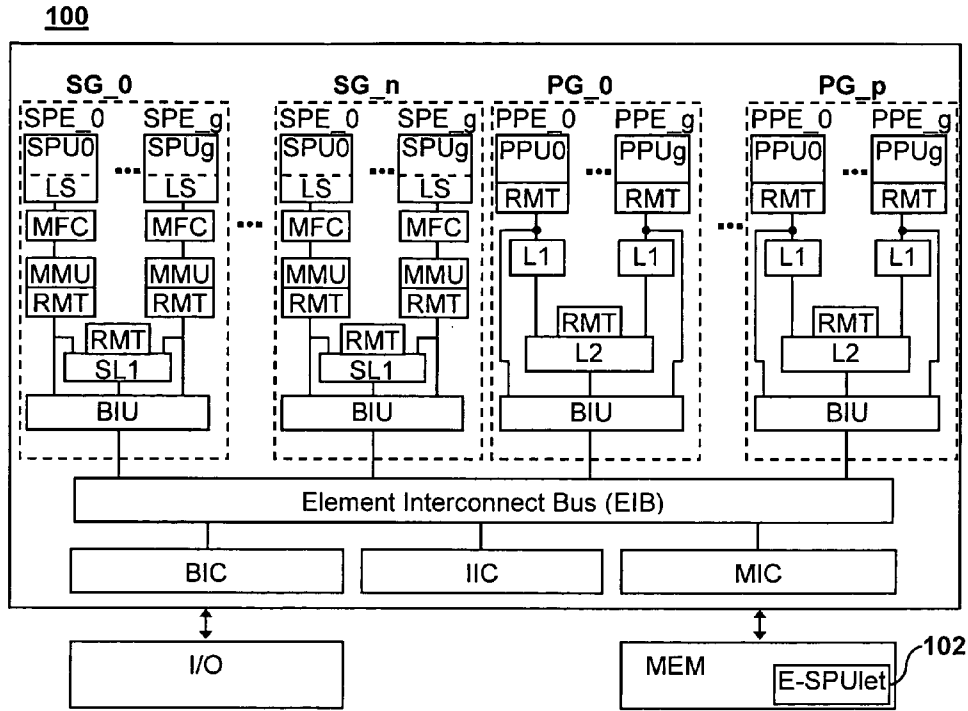 100
SG_0 SG_n PG_0 PG_p
SPE_0 SPE_g SPE_0 SPE_g PPE_0 PPE_g PPE_0 PPE_g
SPU0 ... SPUg SPU0 ... SPUg PPU0 ... PPUg PPU0 ... PPUg
LS LS LS LS RMT RMT RMT RMT
MFC MFC ... MFC MFC ...
L1 L1 L1 L1
MMU MMU MMU MMU
RMT RMT RMT RMT
RMT RMT RMT RMT
SL1 SL1 L2 L2
BIU BIU BIU BIU
Element Interconnect Bus (EIB)
BIC IIC MIC
I/O MEM 102
E-SPUlet